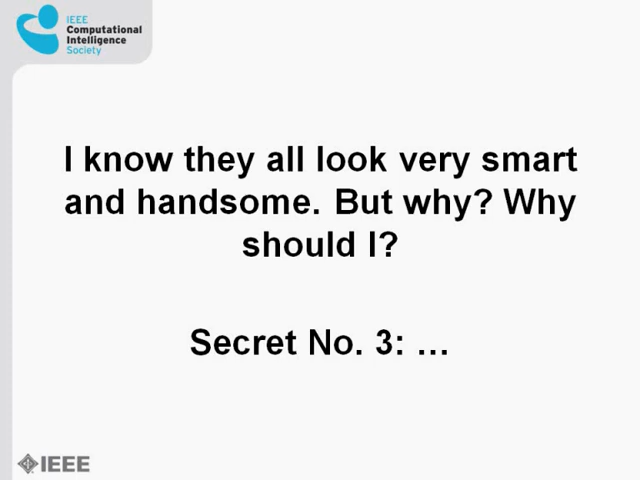 IEEE
Computational
Intelligence
Society
I know they all look very smart
and handsome. But why? Why
should I?
Secret No. 3: ...
IEEE